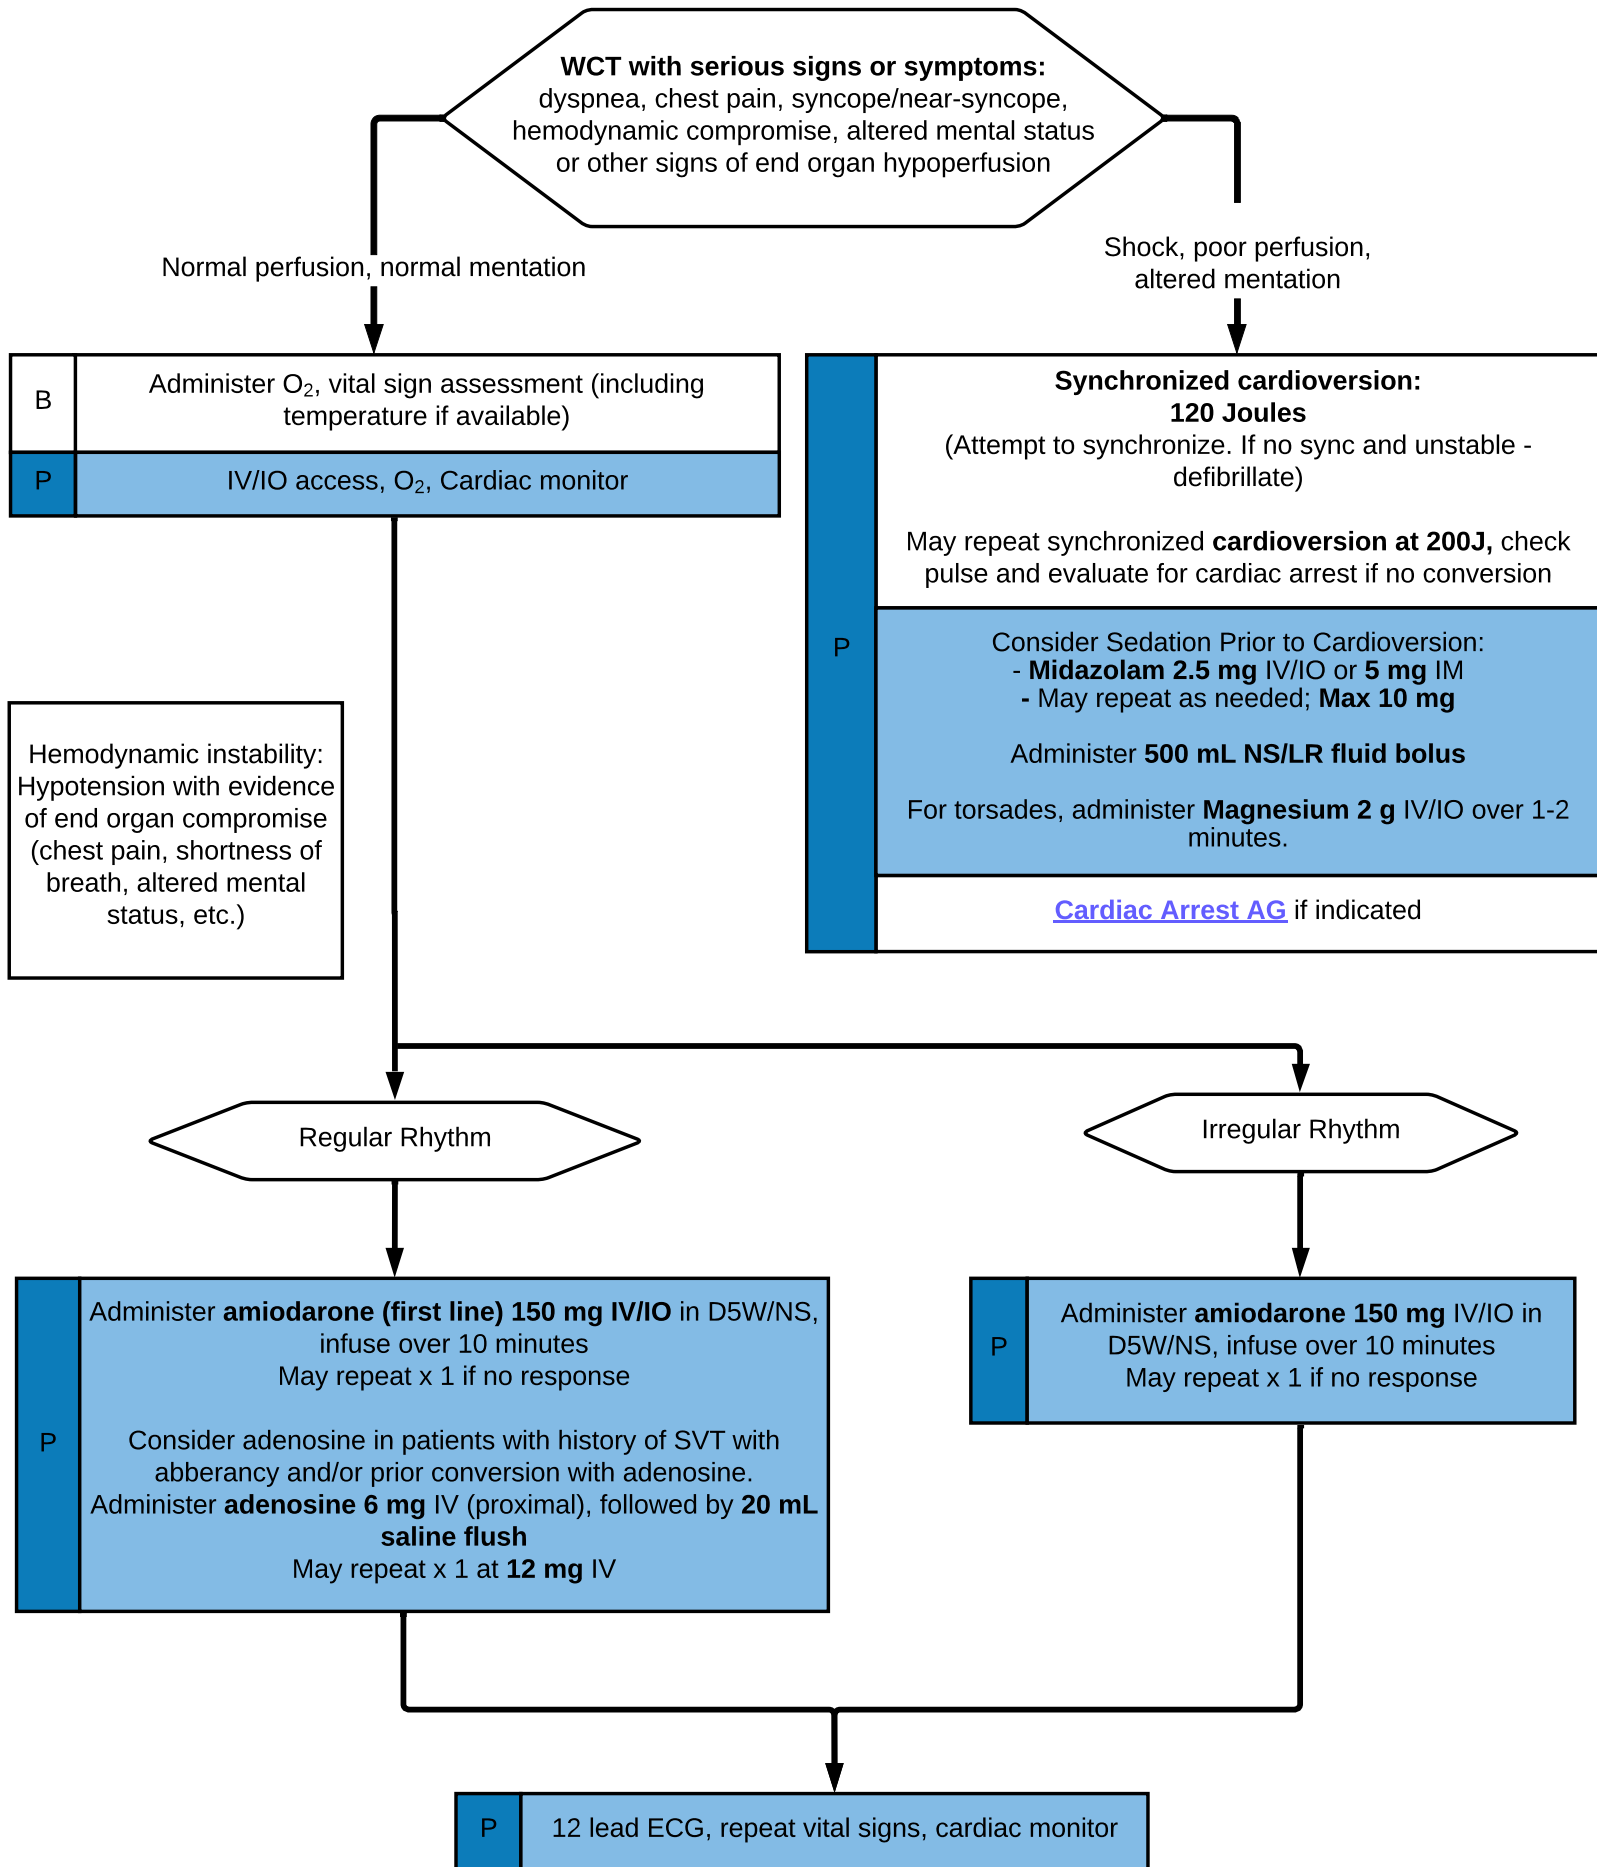 WCT with serious signs or symptoms:
dyspnea, chest pain, syncope/near-syncope,
hemodynamic compromise, altered mental status
or other signs of end organ hypoperfusion
Normal perfusion, normal mentation
Shock, poor perfusion,
altered mentation
B
Administer O₂, vital sign assessment (including
temperature if available)
P
IV/IO access, O₂, Cardiac monitor
P
Synchronized cardioversion:
120 Joules
(Attempt to synchronize. If no sync and unstable -
defibrillate)
May repeat synchronized cardioversion at 200J, check
pulse and evaluate for cardiac arrest if no conversion
Consider Sedation Prior to Cardioversion:
- Midazolam 2.5 mg IV/IO or 5 mg IM
- May repeat as needed; Max 10 mg
Administer 500 mL NS/LR fluid bolus
For torsades, administer Magnesium 2 g IV/IO over 1-2
minutes.
Cardiac Arrest AG if indicated
Hemodynamic instability:
Hypotension with evidence
of end organ compromise
(chest pain, shortness of
breath, altered mental
status, etc.)
Regular Rhythm
Irregular Rhythm
P
Administer amiodarone (first line) 150 mg IV/IO in D5W/NS,
infuse over 10 minutes
May repeat x 1 if no response
Consider adenosine in patients with history of SVT with
abberancy and/or prior conversion with adenosine.
Administer adenosine 6 mg IV (proximal), followed by 20 mL
saline flush
May repeat x 1 at 12 mg IV
P
Administer amiodarone 150 mg IV/IO in
D5W/NS, infuse over 10 minutes
May repeat x 1 if no response
P
12 lead ECG, repeat vital signs, cardiac monitor